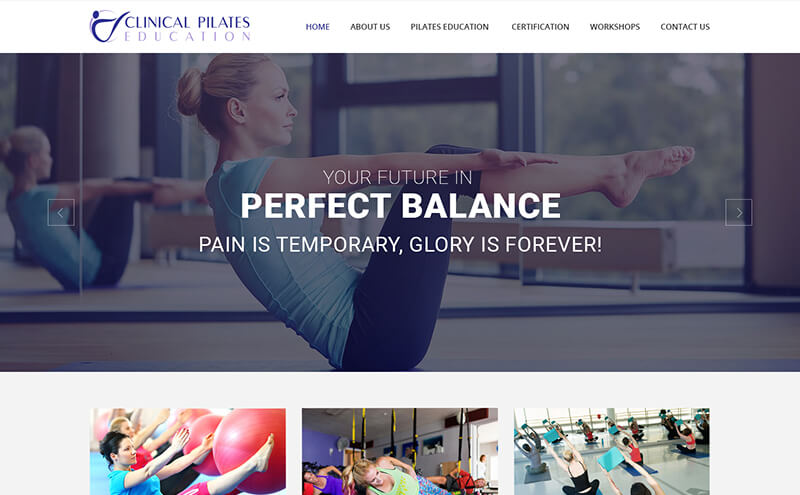 CLINICAL PILATES
EDUCATION
HOME ABOUT US PILATES EDUCATION CERTIFICATION WORKSHOPS CONTACT US
YOUR FUTURE IN
PERFECT BALANCE
PAIN IS TEMPORARY, GLORY IS FOREVER!